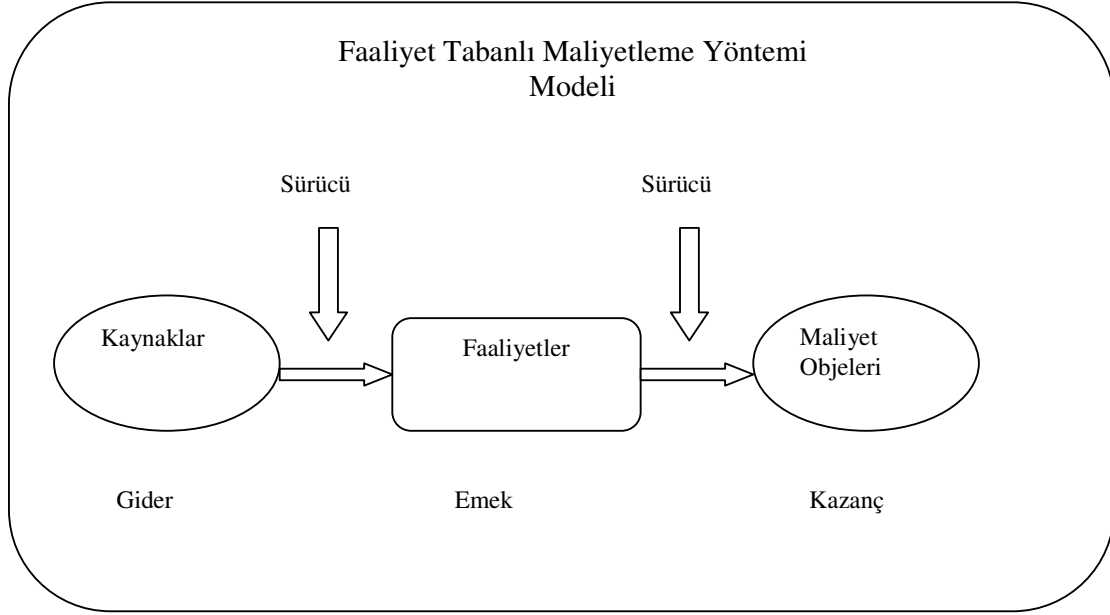 Faaliyet Tabanlı Maliyetleme Yöntemi
Modeli
Sürücü
Sürücü
Kaynaklar
Faaliyetler
Maliyet
Objeleri
Gider
Emek
Kazanç